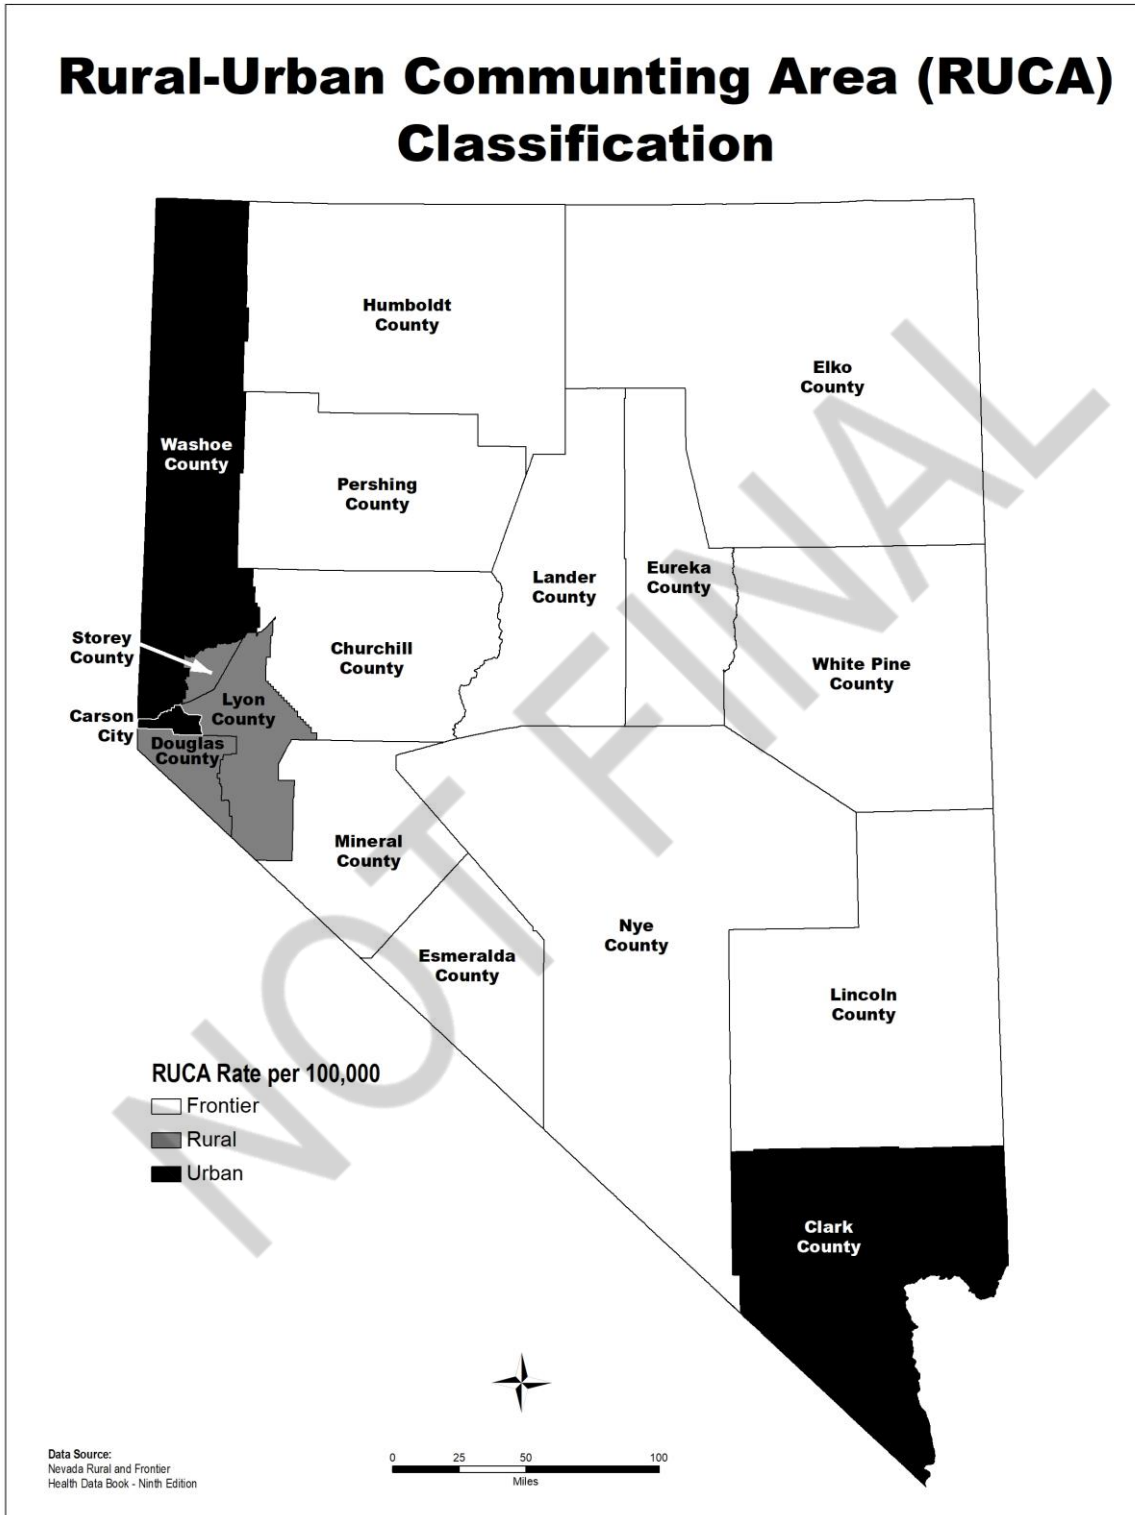 Rural-Urban Communting Area (RUCA)
Classification
Humboldt
County
Elko
County
Washoe
County
Pershing
County
Lander
County
Eureka
County
Storey
County
Churchill
County
White Pine
County
Lyon
County
Carson
City
Douglas
County
Mineral
County
Nye
County
Esmeralda
County
Lincoln
County
RUCA Rate per 100,000
Frontier
Rural
Urban
Clark
County
NOT FINAL
Data Source:
Nevada Rural and Frontier
Health Data Book - Ninth Edition
0 25 50 100
Miles